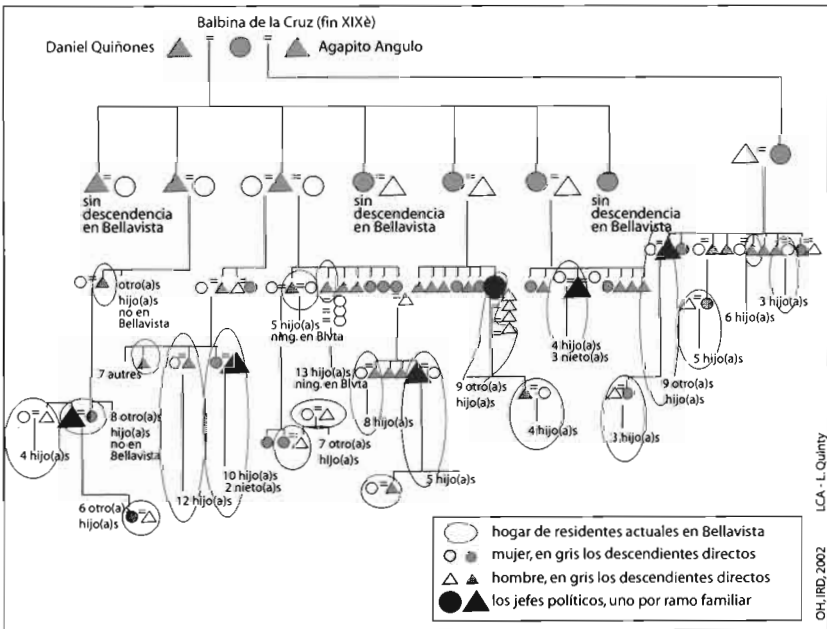 Balbina de la Cruz (fin XIXè)
Daniel Quiñones
Agapito Angulo
sin
descendencia
en Bellavista
sin
descendencia
en Bellavista
sin
descendencia
en Bellavista
otro(a)s
hijo(a)s
no en
Bellavista
5 hijo(a)s
ning. en Blvta
13 hijo(a)s
ning. en Blvta
4 hijo(a)s
3 nieto(a)s
6 hijo(a)s
3 hijo(a)s
5 hijo(a)s
7 autres
9 otro(a)s
hijo(a)s
9 otro(a)s
hijo(a)s
8 hijo(a)s
4 hijo(a)s
3 hijo(a)s
8 otro(a)s
hijo(a)s
no en
Bellavista
4 hijo(a)s
7 otro(a)s
hijo(a)s
10 hijo(a)s
2 nieto(a)s
12 hijo(a)s
5 hijo(a)s
6 otro(a)s
hijo(a)s
hogar de residentes actuales en Bellavista
mujer, en gris los descendientes directos
hombre, en gris los descendientes directos
los jefes políticos, uno por ramo familiar
OH, IRD, 2002 LCA - L. Quinty